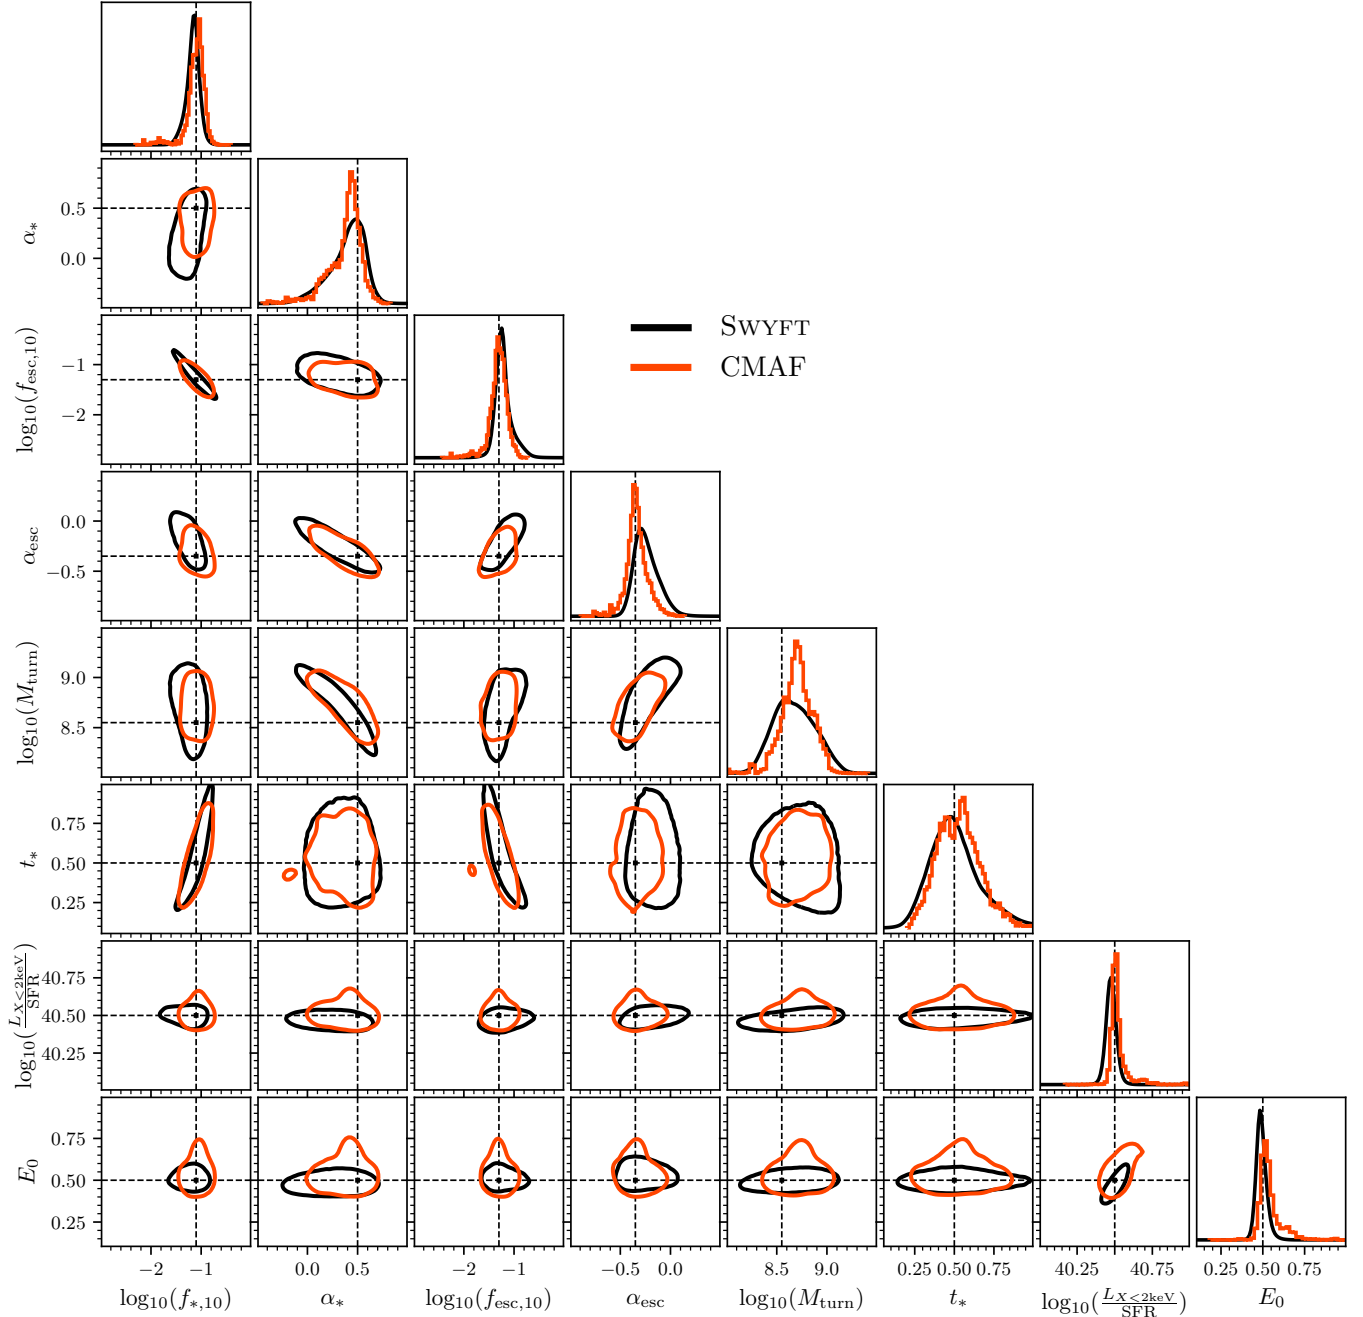 α∗
0.5
0.0
SWYFT
CMAF
log10(fesc,10)
−1
−2
αesc
0.0
−0.5
log10(Mturn)
9.0
8.5
t∗
0.75
0.50
0.25
log10(LX<2keV/SFR)
40.75
40.50
40.25
E0
0.75
0.50
0.25
−2 −1 0.0 0.5 −2 −1 −0.5 0.0 8.5 9.0 0.25 0.50 0.75 40.25 40.75 0.25 0.50 0.75
log10(f∗,10) α∗ log10(fesc,10) αesc log10(Mturn) t∗ log10(LX<2keV/SFR) E0